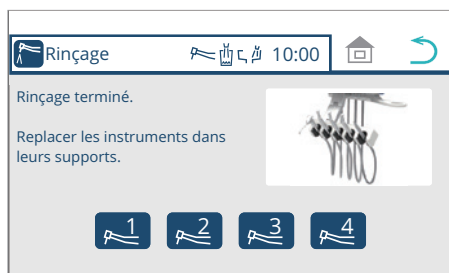 Rinçage
10:00
Rinçage terminé.
Replacer les instruments dans
leurs supports.
1
2
3
4